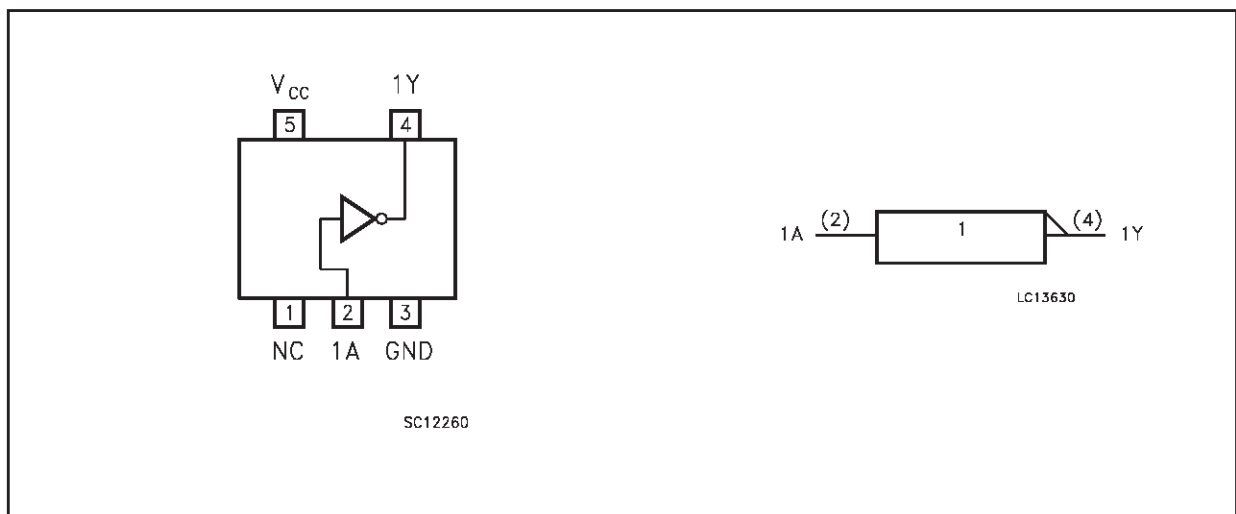 VCC 1Y
5 4
1 2 3
NC 1A GND
SC12260
1A (2) 1 (4) 1Y
LC13630